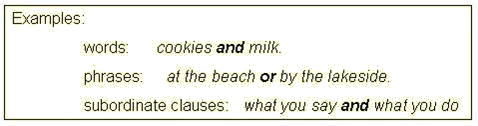 Examples:
words: cookies and milk.
phrases: at the beach or by the lakeside.
subordinate clauses: what you say and what you do